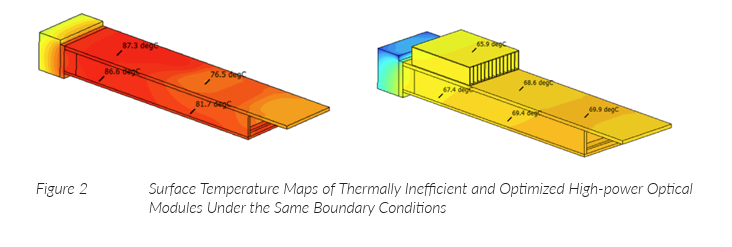 87.3 degC
86.6 degC
76.5 degC
81.7 degC
65.9 degC
67.4 degC
68.6 degC
69.4 degC
69.9 degC
Figure 2
Surface Temperature Maps of Thermally Inefficient and Optimized High-power Optical
Modules Under the Same Boundary Conditions